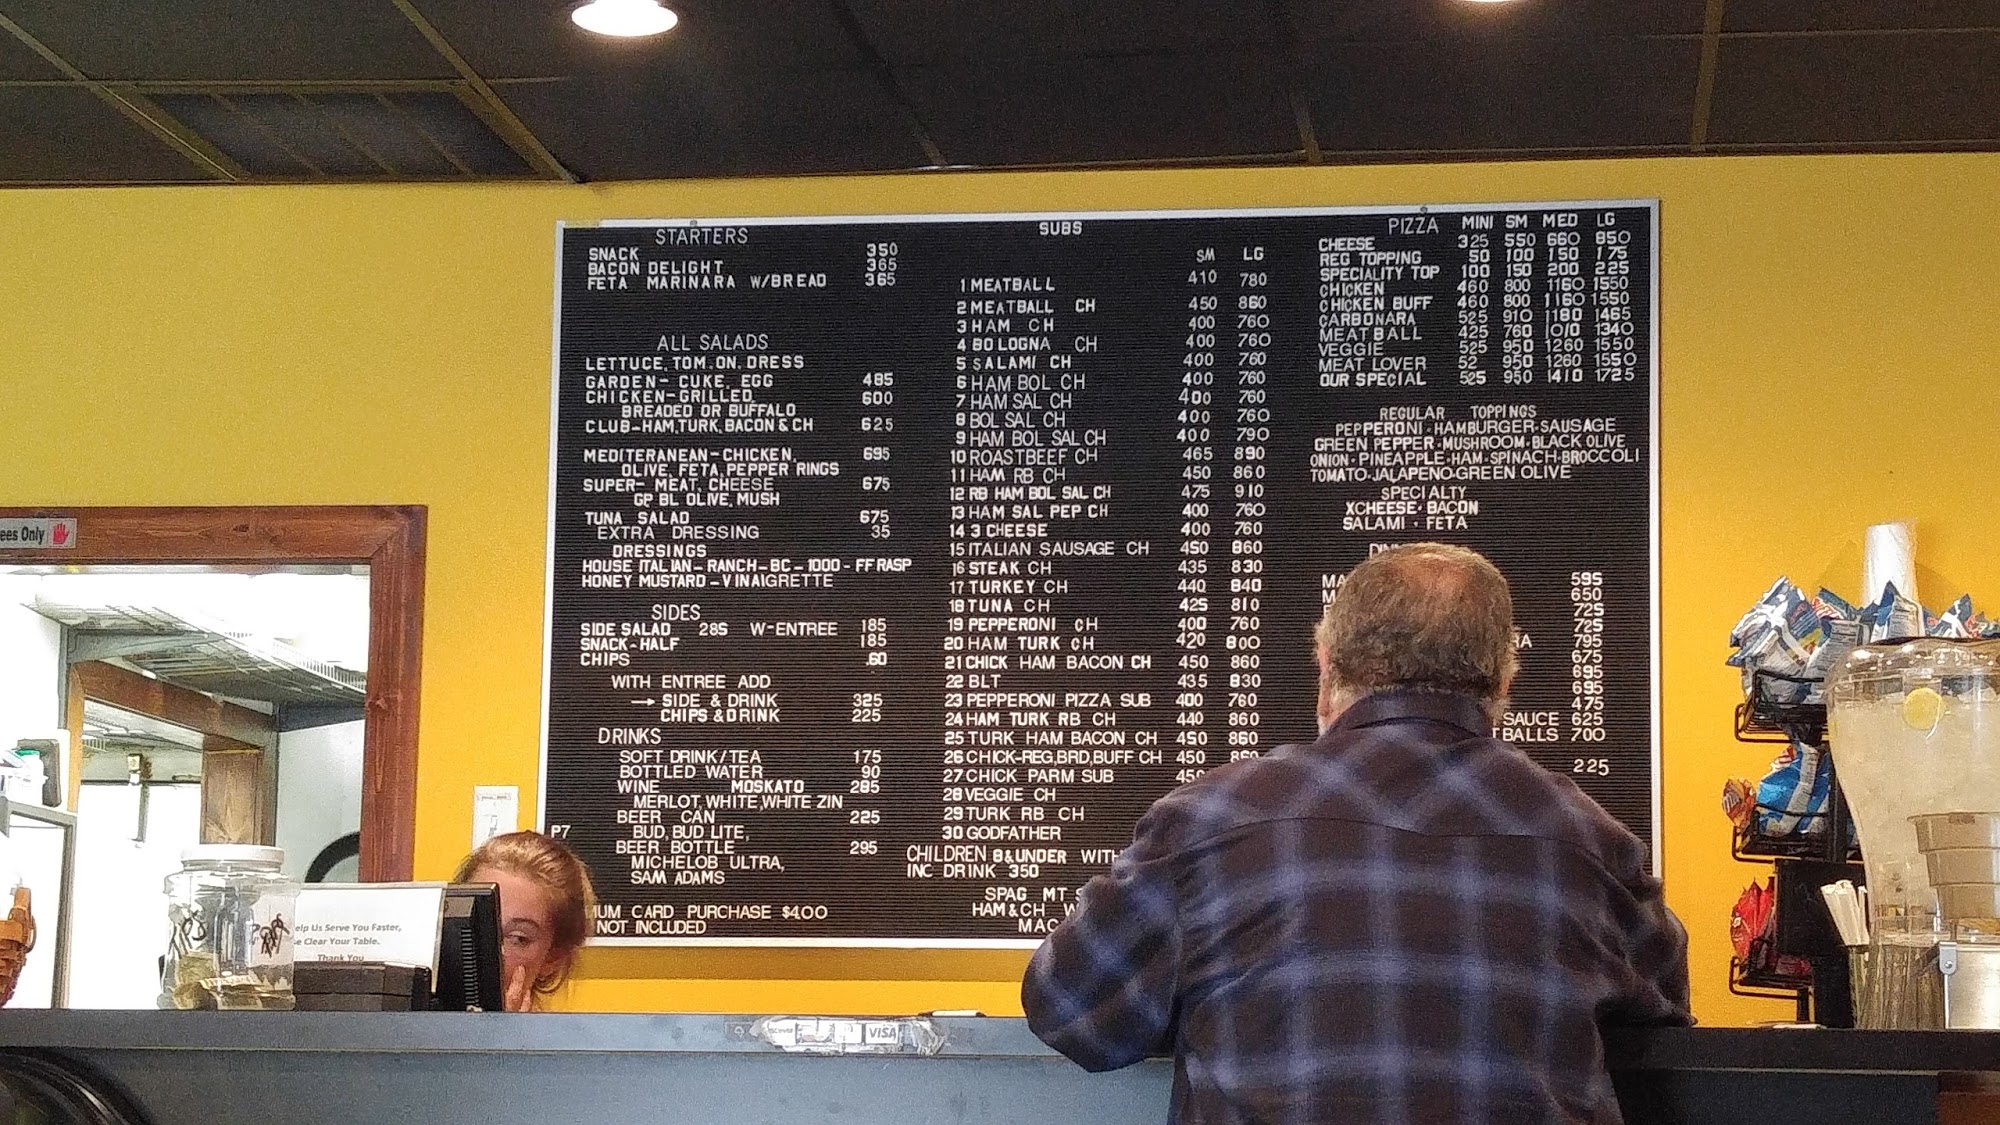 STARTERS
SNACK 350
BACON DELIGHT 365
FETA MARINARA W/BREAD 365
ALL SALADS
LETTUCE, TOM. ON. DRESS
GARDEN- CUKE, EGG 485
CHICKEN-GRILLED 600
BREADED OR BUFFALO
CLUB-HAM,TURK,BACON & CH 625
MEDITERANEAN-CHICKEN, 695
OLIVE, FETA, PEPPER RINGS
SUPER- MEAT, CHEESE 675
GP BL OLIVE, MUSH
TUNA SALAD 675
EXTRA DRESSING 35
DRESSINGS
HOUSE ITALIAN-RANCH-BC-1000-FF RASP
HONEY MUSTARD-VINAIGRETTE
SIDES
SIDE SALAD 285 W-ENTREE 185
SNACK-HALF 185
CHIPS .60
WITH ENTREE ADD
→ SIDE & DRINK 325
CHIPS & DRINK 225
DRINKS
SOFT DRINK/TEA 175
BOTTLED WATER 90
WINE MOSKATO 285
MERLOT, WHITE, WHITE ZIN
BEER CAN 225
P7 BUD, BUD LITE,
BEER BOTTLE 295
MICHELOB ULTRA,
SAM ADAMS
MUM CARD PURCHASE $4.00
NOT INCLUDED
SUBS
SM LG
1 MEATBALL 410 780
2 MEATBALL CH 450 860
3 HAM CH 400 760
4 BOLOGNA CH 400 760
5 SALAMI CH 400 760
6 HAM BOL CH 400 760
7 HAM SAL CH 400 760
8 BOL SAL CH 400 760
9 HAM BOL SAL CH 400 790
10 ROASTBEEF CH 465 890
11 HAM RB CH 450 860
12 RB HAM BOL SAL CH 475 910
13 HAM SAL PEP CH 400 760
14 3 CHEESE 400 760
15 ITALIAN SAUSAGE CH 450 860
16 STEAK CH 435 830
17 TURKEY CH 440 840
18 TUNA CH 425 810
19 PEPPERONI CH 400 760
20 HAM TURK CH 420 800
21 CHICK HAM BACON CH 450 860
22 BLT 435 830
23 PEPPERONI PIZZA SUB 400 760
24 HAM TURK RB CH 440 860
25 TURK HAM BACON CH 450 860
26 CHICK-REG,BRD,BUFF CH 450
27 CHICK PARM SUB 450
28 VEGGIE CH
29 TURK RB CH
30 GODFATHER
CHILDREN 8 & UNDER WITH
INC DRINK 350
SPAG MT
HAM & CH
MAC
PIZZA MINI SM MED LG
CHEESE 325 550 660 850
REG TOPPING 50 100 150 175
SPECIALITY TOP 100 150 200 225
CHICKEN 460 800 1160 1550
CHICKEN BUFF 460 800 1160 1550
CARBONARA 525 910 1180 1465
MEATBALL 425 760 1010 1340
VEGGIE 525 950 1260 1550
MEAT LOVER 52 950 1260 1550
OUR SPECIAL 525 950 1410 1725
REGULAR TOPPINGS
PEPPERONI·HAMBURGER·SAUSAGE
GREEN PEPPER·MUSHROOM·BLACK OLIVE
ONION·PINEAPPLE·HAM·SPINACH·BROCCOLI
TOMATO·JALAPENO·GREEN OLIVE
SPECIALTY
XCHEESE·BACON
SALAMI · FETA
595
650
725
725
RA 795
675
695
695
475
SAUCE 625
TBALLS 700
225
ees Only
elp Us Serve You Faster,
e Clear Your Table.
Thank You
VISA